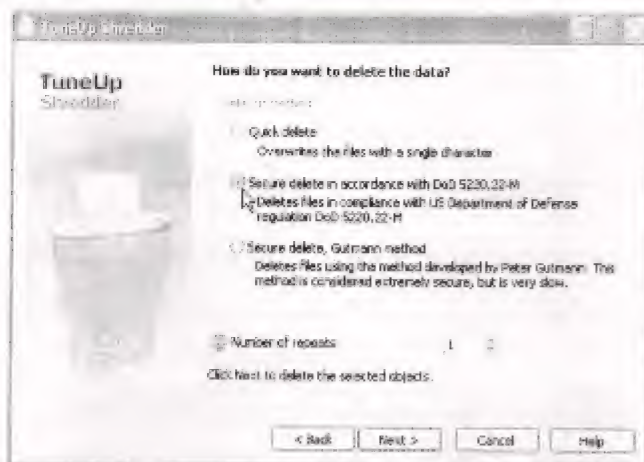 TuneUp Shredder
TuneUp
Shredder
How do you want to delete the data?
Quick delete
Overwrites the files with a single character
Secure delete in accordance with DoD 5220.22-M
Deletes files in compliance with US Department of Defense
regulation DoD 5220.22-M
Secure delete, Gutmann method
Deletes files using the method developed by Peter Gutmann. This
method is considered extremely secure, but is very slow.
Number of repeats 1
Click Next to delete the selected objects.
< Back Next > Cancel Help